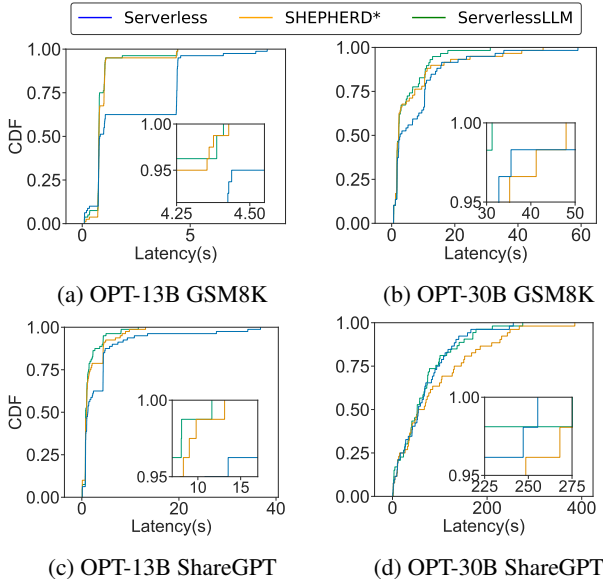 Serverless SHEPHERD* ServerlessLLM
CDF
1.00
0.75
0.50
0.25
0.00
1.00
0.95
4.25 4.50
0 5
Latency(s)
(a) OPT-13B GSM8K
1.00
0.75
0.50
0.25
0.00
1.00
0.95
30 40 50
0 20 40 60
Latency(s)
(b) OPT-30B GSM8K
CDF
1.00
0.75
0.50
0.25
0.00
1.00
0.95
10 15
0 20 40
Latency(s)
(c) OPT-13B ShareGPT
1.00
0.75
0.50
0.25
0.00
1.00
0.95
225 250 275
0 200 400
Latency(s)
(d) OPT-30B ShareGPT